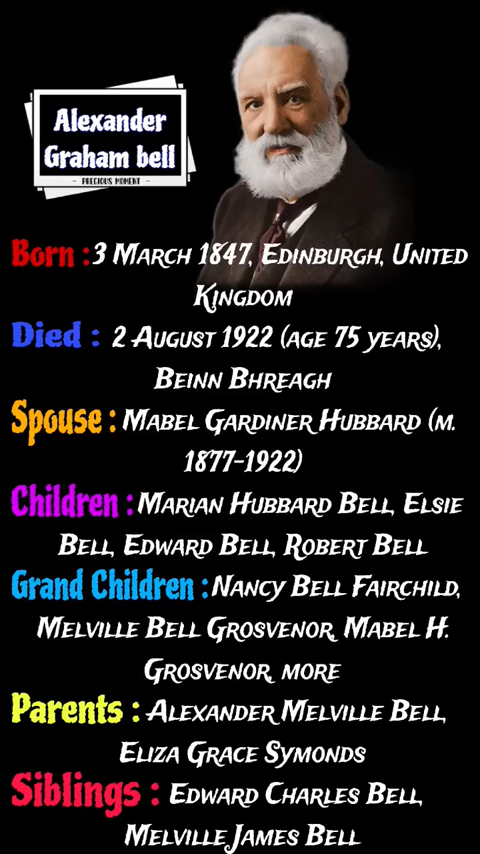 Alexander
Graham bell
- PRECIOUS MOMENT -
Born : 3 March 1847, Edinburgh, United
Kingdom
Died : 2 August 1922 (age 75 years),
Beinn Bhreagh
Spouse : Mabel Gardiner Hubbard (m.
1877-1922)
Children : Marian Hubbard Bell, Elsie
Bell, Edward Bell, Robert Bell
Grand Children : Nancy Bell Fairchild,
Melville Bell Grosvenor, Mabel H.
Grosvenor, more
Parents : Alexander Melville Bell,
Eliza Grace Symonds
Siblings : Edward Charles Bell,
Melville James Bell